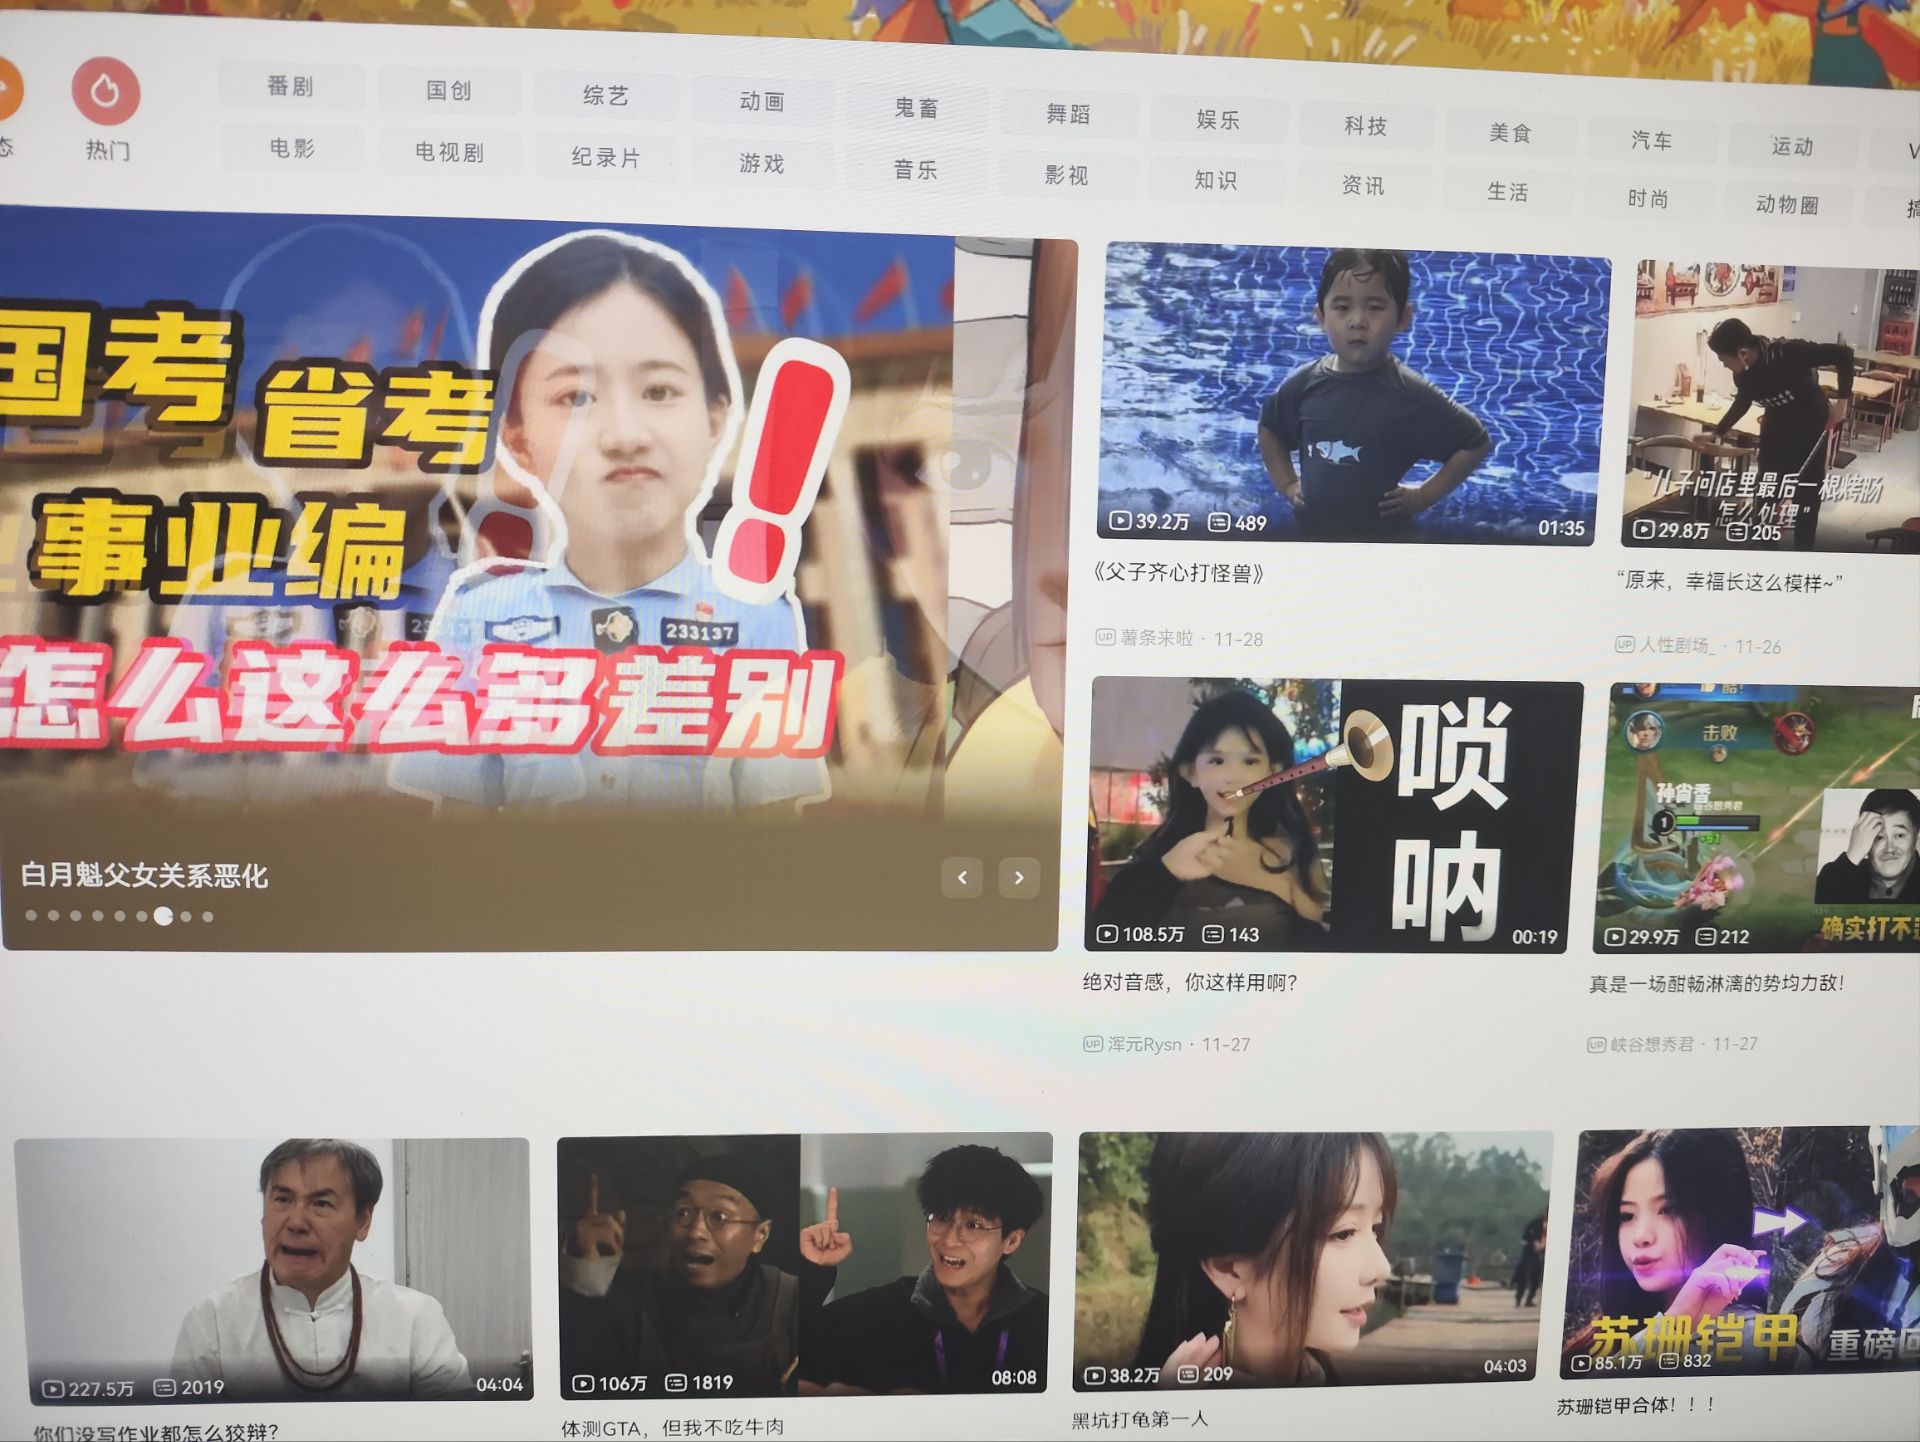 态
热门
番剧
国创
综艺
动画
鬼畜
舞蹈
娱乐
科技
美食
汽车
运动
电影
电视剧
纪录片
游戏
音乐
影视
知识
资讯
生活
时尚
动物圈
搞
国考 省考
事业编
233137
怎么这么多差别
白月魁父女关系恶化
39.2万 489 01:35
《父子齐心打怪兽》
UP 薯条来啦 · 11-28
"儿子问店里最后一根烤肠
怎么处理"
29.8万 205
“原来，幸福长这么模样~”
UP 人性剧场_ · 11-26
唢
呐
108.5万 143 00:19
绝对音感，你这样用啊？
UP 浑元Rysn · 11-27
击败
孙尚香
峡谷想秀君
1
+81
确实打不过
29.9万 212
真是一场酣畅淋漓的势均力敌！
UP 峡谷想秀君 · 11-27
227.5万 2019 04:04
你们没写作业都怎么狡辩？
106万 1819 08:08
体测GTA，但我不吃牛肉
38.2万 209 04:03
黑坑打龟第一人
苏珊铠甲 重磅回
85.1万 832
苏珊铠甲合体！！！